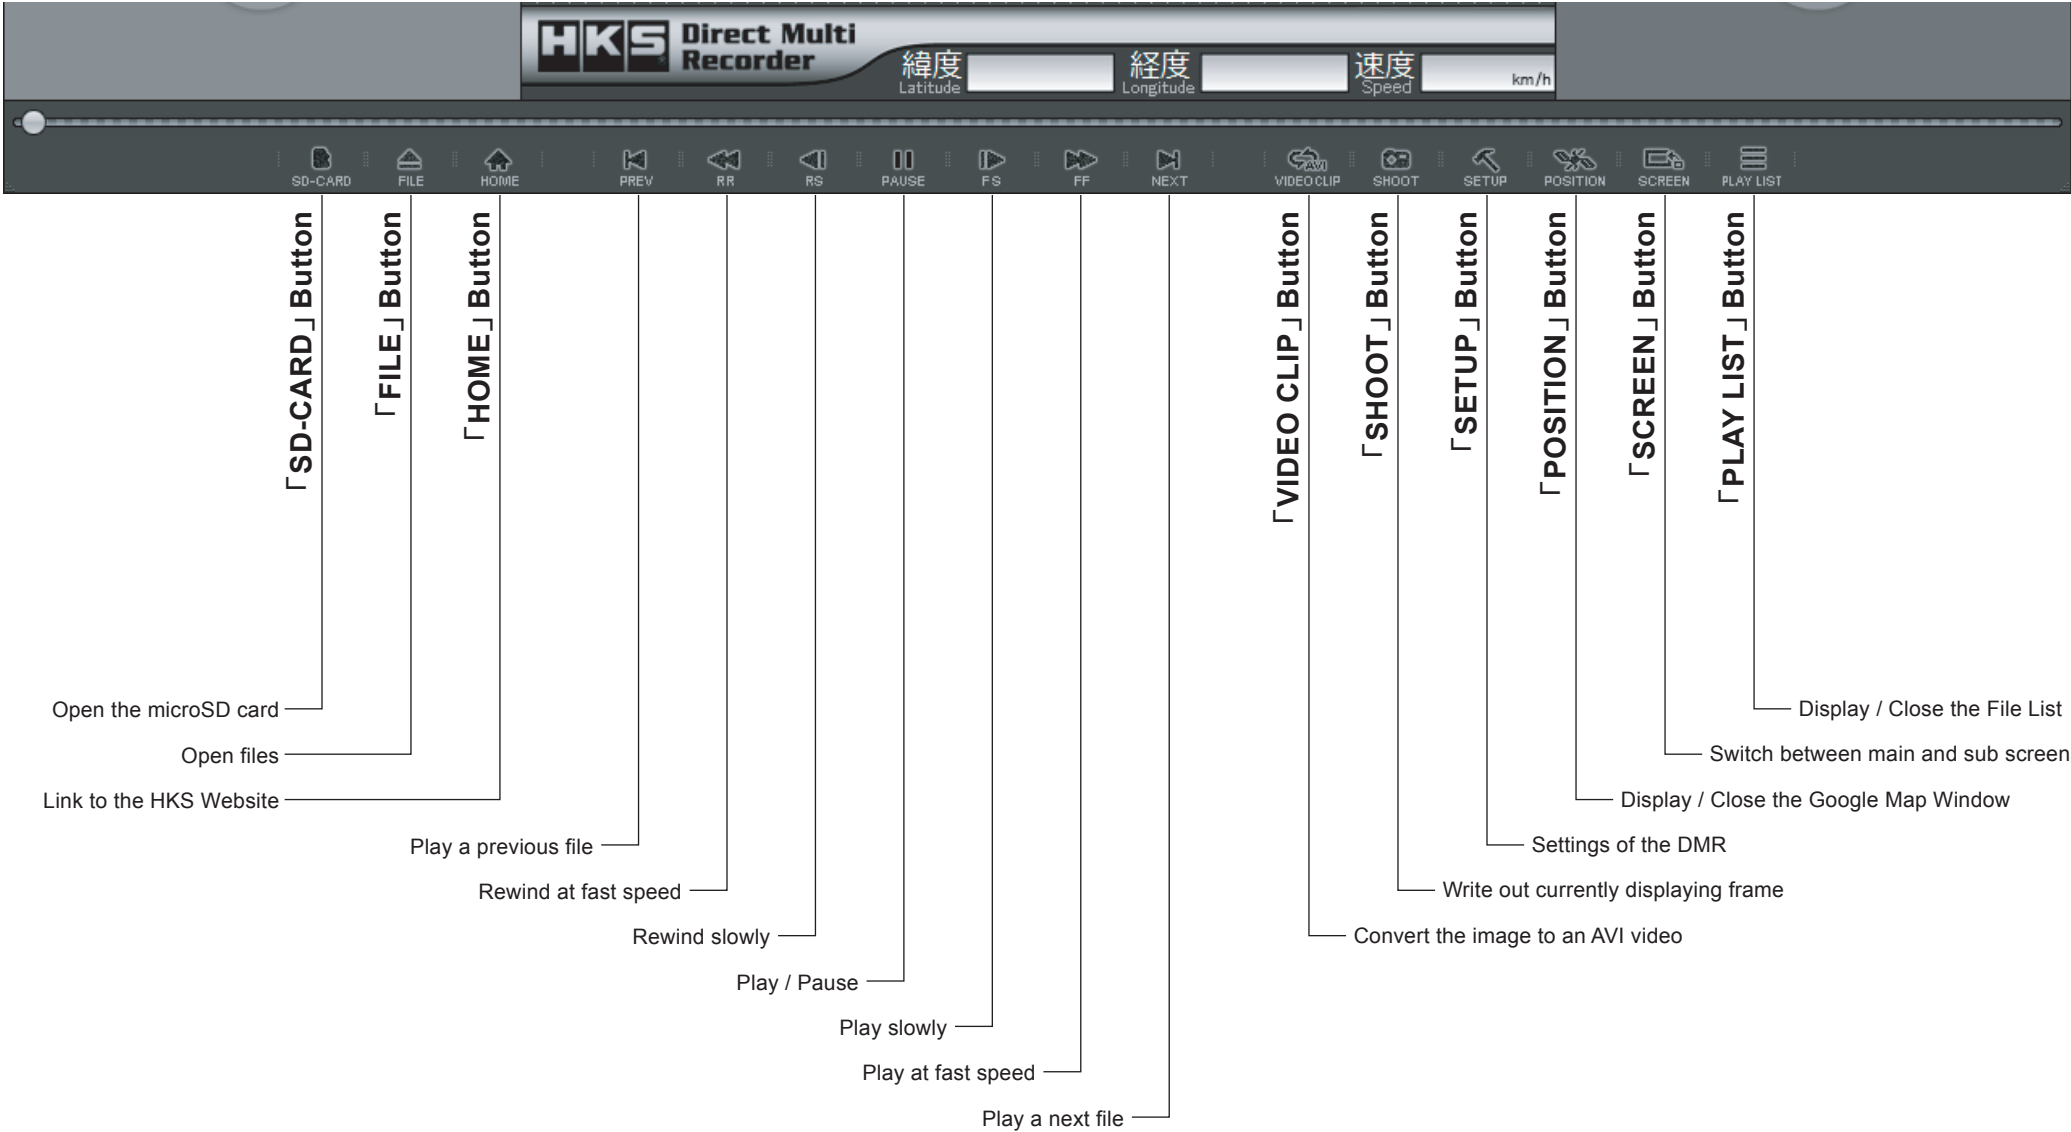 HKS Direct Multi
Recorder
緯度 経度 速度 km/h
Latitude Longitude Speed
SD-CARD FILE HOME PREV RR RS PAUSE FS FF NEXT VIDEO CLIP SHOOT SETUP POSITION SCREEN PLAY LIST
「SD-CARD」Button
「FILE」Button
「HOME」Button
「VIDEO CLIP」Button
「SHOOT」Button
「SETUP」Button
「POSITION」Button
「SCREEN」Button
「PLAY LIST」Button
Open the microSD card
Open files
Link to the HKS Website
Play a previous file
Rewind at fast speed
Rewind slowly
Play / Pause
Play slowly
Play at fast speed
Play a next file
Display / Close the File List
Switch between main and sub screen
Display / Close the Google Map Window
Settings of the DMR
Write out currently displaying frame
Convert the image to an AVI video
AVI